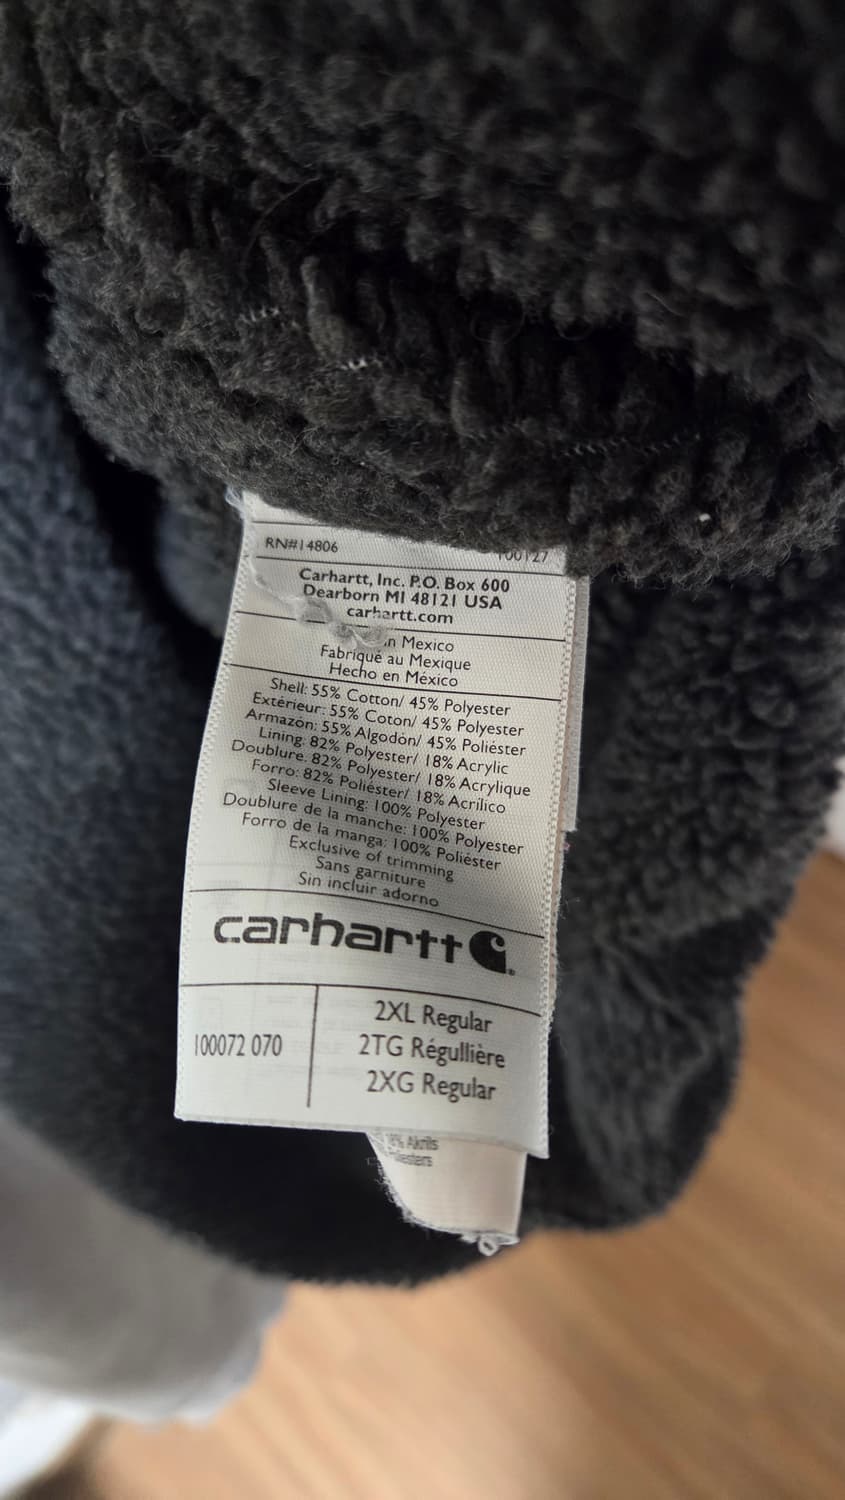 RN#14806
100127
Carhartt, Inc. P.O. Box 600
Dearborn MI 48121 USA
carhartt.com
in Mexico
Fabriqué au Mexique
Hecho en México
Shell: 55% Cotton/ 45% Polyester
Extérieur: 55% Coton/ 45% Polyester
Armazón: 55% Algodón/ 45% Poliéster
Lining: 82% Polyester/ 18% Acrylic
Doublure. 82% Polyester/ 18% Acrylique
Forro: 82% Poliéster/ 18% Acrílico
Sleeve Lining: 100% Polyester
Doublure de la manche: 100% Polyester
Forro de la manga: 100% Poliéster
Exclusive of trimming
Sans garniture
Sin incluir adorno
carhartt
100072 070
2XL Regular
2TG Régullière
2XG Regular
Akrils